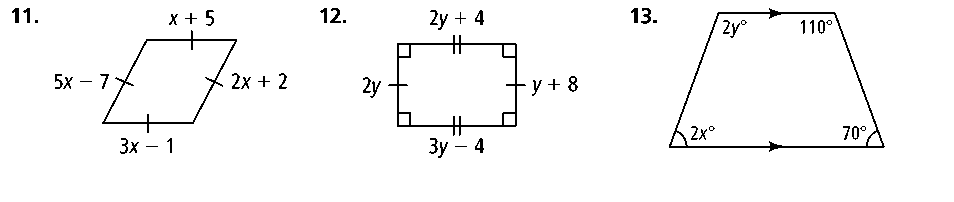 11. x + 5
5x − 7
2x + 2
3x − 1
12. 2y + 4
2y
y + 8
3y − 4
13.
2y° 110°
2x° 70°